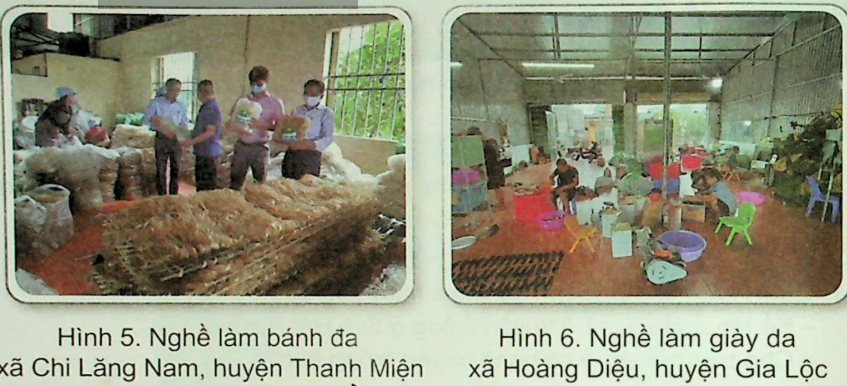 Hình 5. Nghề làm bánh đa
xã Chi Lăng Nam, huyện Thanh Miện
Hình 6. Nghề làm giày da
xã Hoàng Diệu, huyện Gia Lộc